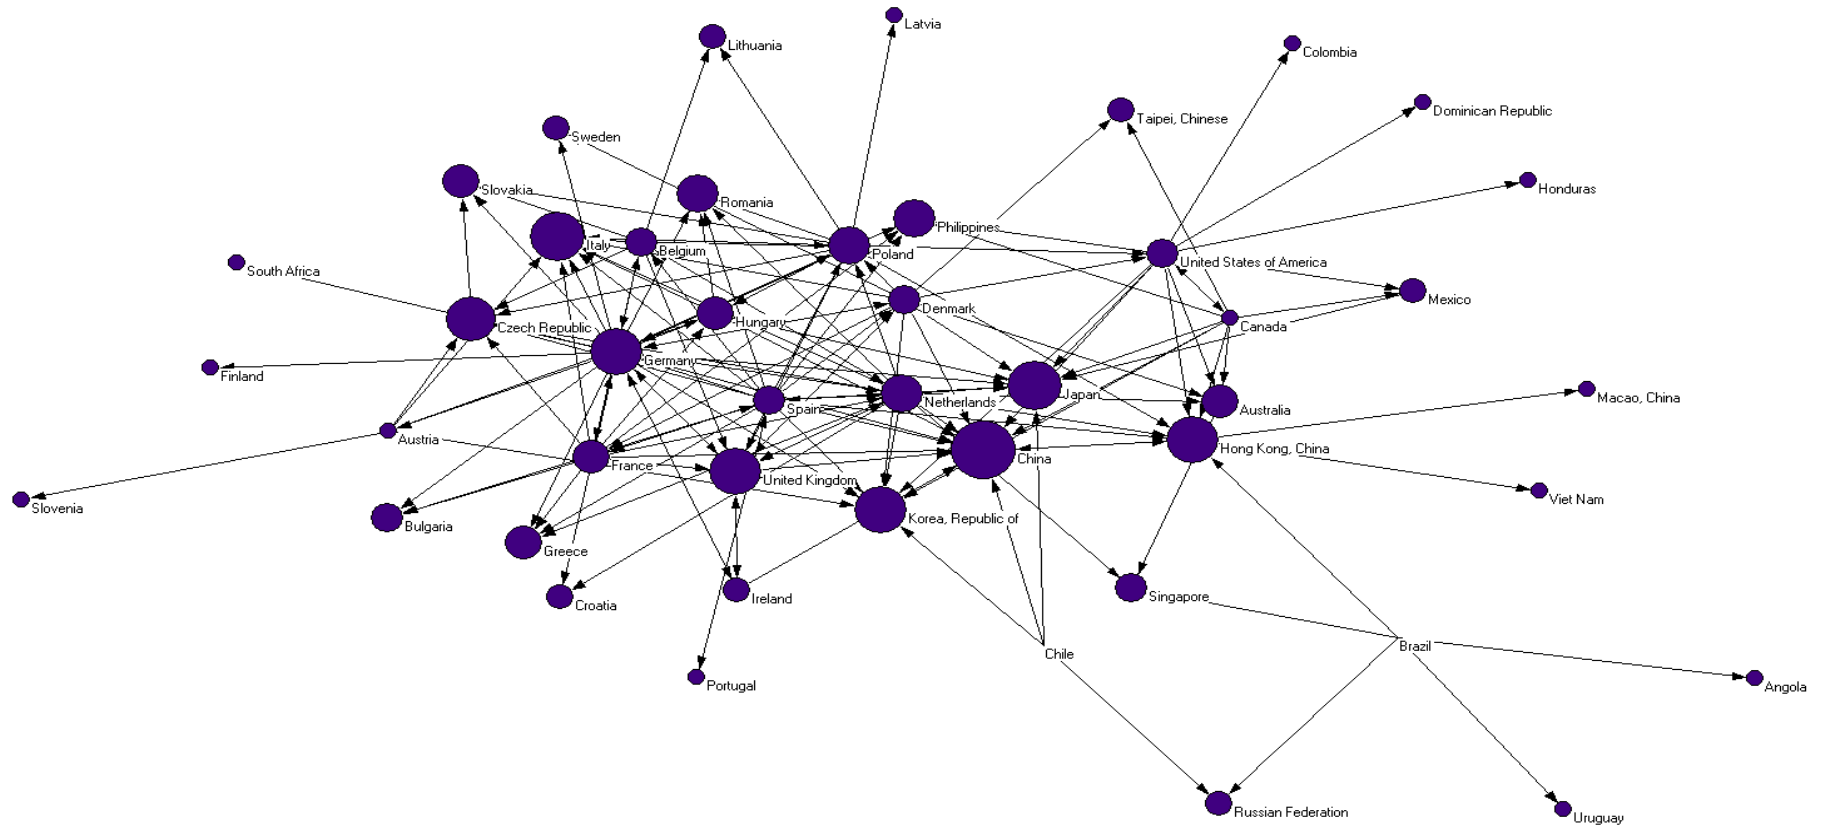 Latvia
Lithuania
Colombia
Dominican Republic
Taipei, Chinese
Sweden
Slovakia
Honduras
Romania
Philippines
Italy
Belgium
Poland
United States of America
South Africa
Mexico
Denmark
Hungary
Canada
Czech Republic
Germany
Finland
Japan
Macao, China
Netherlands
Spain
Australia
Austria
Hong Kong, China
China
France
United Kingdom
Viet Nam
Slovenia
Korea, Republic of
Bulgaria
Greece
Singapore
Ireland
Croatia
Brazil
Chile
Portugal
Angola
Russian Federation
Uruguay